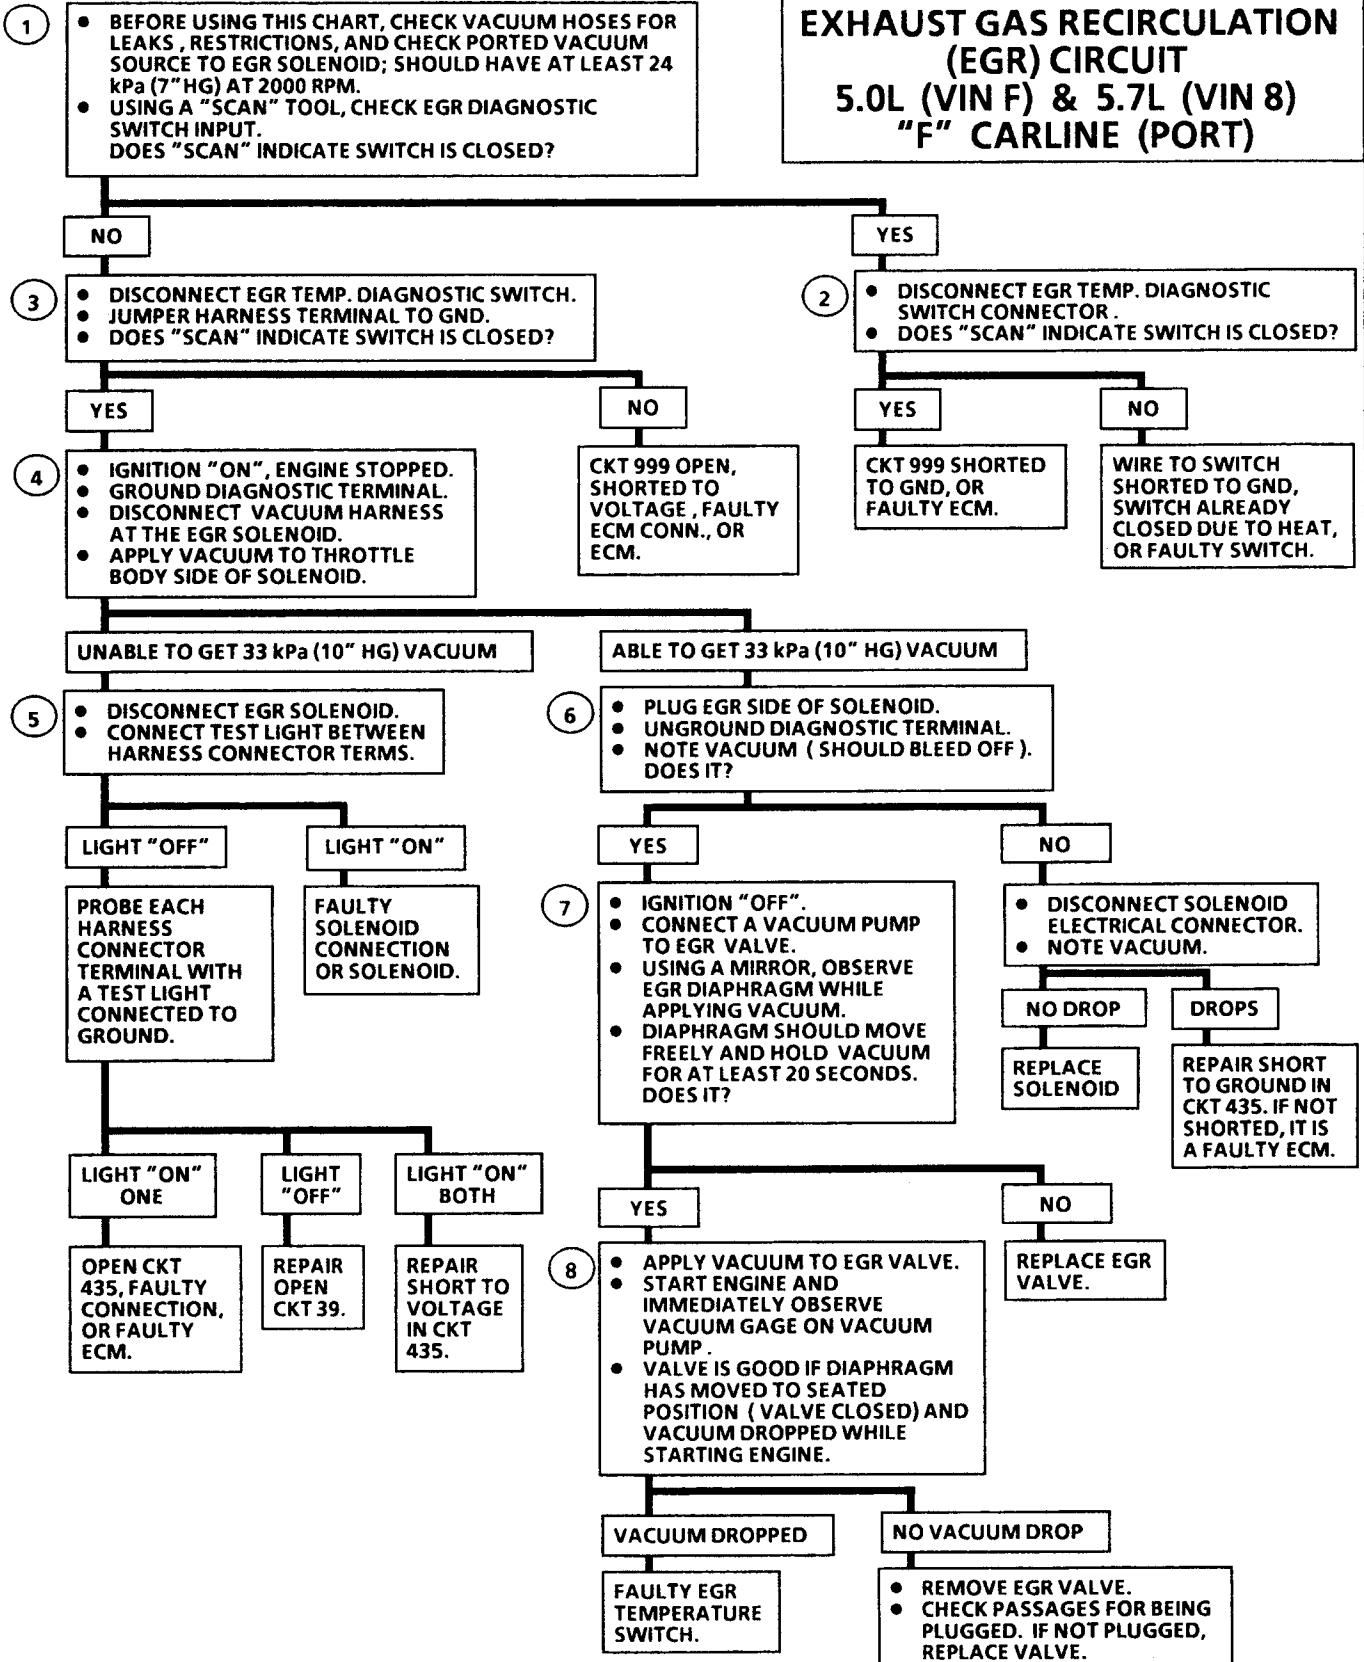 EXHAUST GAS RECIRCULATION
(EGR) CIRCUIT
5.0L (VIN F) & 5.7L (VIN 8)
"F" CARLINE (PORT)
1
• BEFORE USING THIS CHART, CHECK VACUUM HOSES FOR
LEAKS , RESTRICTIONS, AND CHECK PORTED VACUUM
SOURCE TO EGR SOLENOID; SHOULD HAVE AT LEAST 24
kPa (7"HG) AT 2000 RPM.
• USING A "SCAN" TOOL, CHECK EGR DIAGNOSTIC
SWITCH INPUT.
DOES "SCAN" INDICATE SWITCH IS CLOSED?
NO
YES
3
• DISCONNECT EGR TEMP. DIAGNOSTIC SWITCH.
• JUMPER HARNESS TERMINAL TO GND.
• DOES "SCAN" INDICATE SWITCH IS CLOSED?
2
• DISCONNECT EGR TEMP. DIAGNOSTIC
SWITCH CONNECTOR .
• DOES "SCAN" INDICATE SWITCH IS CLOSED?
YES
NO
YES
NO
4
• IGNITION "ON", ENGINE STOPPED.
• GROUND DIAGNOSTIC TERMINAL.
• DISCONNECT VACUUM HARNESS
AT THE EGR SOLENOID.
• APPLY VACUUM TO THROTTLE
BODY SIDE OF SOLENOID.
CKT 999 OPEN,
SHORTED TO
VOLTAGE , FAULTY
ECM CONN., OR
ECM.
CKT 999 SHORTED
TO GND, OR
FAULTY ECM.
WIRE TO SWITCH
SHORTED TO GND,
SWITCH ALREADY
CLOSED DUE TO HEAT,
OR FAULTY SWITCH.
UNABLE TO GET 33 kPa (10" HG) VACUUM
ABLE TO GET 33 kPa (10" HG) VACUUM
5
• DISCONNECT EGR SOLENOID.
• CONNECT TEST LIGHT BETWEEN
HARNESS CONNECTOR TERMS.
6
• PLUG EGR SIDE OF SOLENOID.
• UNGROUND DIAGNOSTIC TERMINAL.
• NOTE VACUUM ( SHOULD BLEED OFF ).
DOES IT?
LIGHT "OFF"
LIGHT "ON"
YES
NO
PROBE EACH
HARNESS
CONNECTOR
TERMINAL WITH
A TEST LIGHT
CONNECTED TO
GROUND.
FAULTY
SOLENOID
CONNECTION
OR SOLENOID.
7
• IGNITION "OFF".
• CONNECT A VACUUM PUMP
TO EGR VALVE.
• USING A MIRROR, OBSERVE
EGR DIAPHRAGM WHILE
APPLYING VACUUM.
• DIAPHRAGM SHOULD MOVE
FREELY AND HOLD VACUUM
FOR AT LEAST 20 SECONDS.
DOES IT?
• DISCONNECT SOLENOID
ELECTRICAL CONNECTOR.
• NOTE VACUUM.
NO DROP
DROPS
REPLACE
SOLENOID
REPAIR SHORT
TO GROUND IN
CKT 435. IF NOT
SHORTED, IT IS
A FAULTY ECM.
LIGHT "ON"
ONE
LIGHT
"OFF"
LIGHT "ON"
BOTH
YES
NO
OPEN CKT
435, FAULTY
CONNECTION,
OR FAULTY
ECM.
REPAIR
OPEN
CKT 39.
REPAIR
SHORT TO
VOLTAGE
IN CKT
435.
8
• APPLY VACUUM TO EGR VALVE.
• START ENGINE AND
IMMEDIATELY OBSERVE
VACUUM GAGE ON VACUUM
PUMP .
• VALVE IS GOOD IF DIAPHRAGM
HAS MOVED TO SEATED
POSITION ( VALVE CLOSED) AND
VACUUM DROPPED WHILE
STARTING ENGINE.
REPLACE EGR
VALVE.
VACUUM DROPPED
NO VACUUM DROP
FAULTY EGR
TEMPERATURE
SWITCH.
• REMOVE EGR VALVE.
• CHECK PASSAGES FOR BEING
PLUGGED. IF NOT PLUGGED,
REPLACE VALVE.